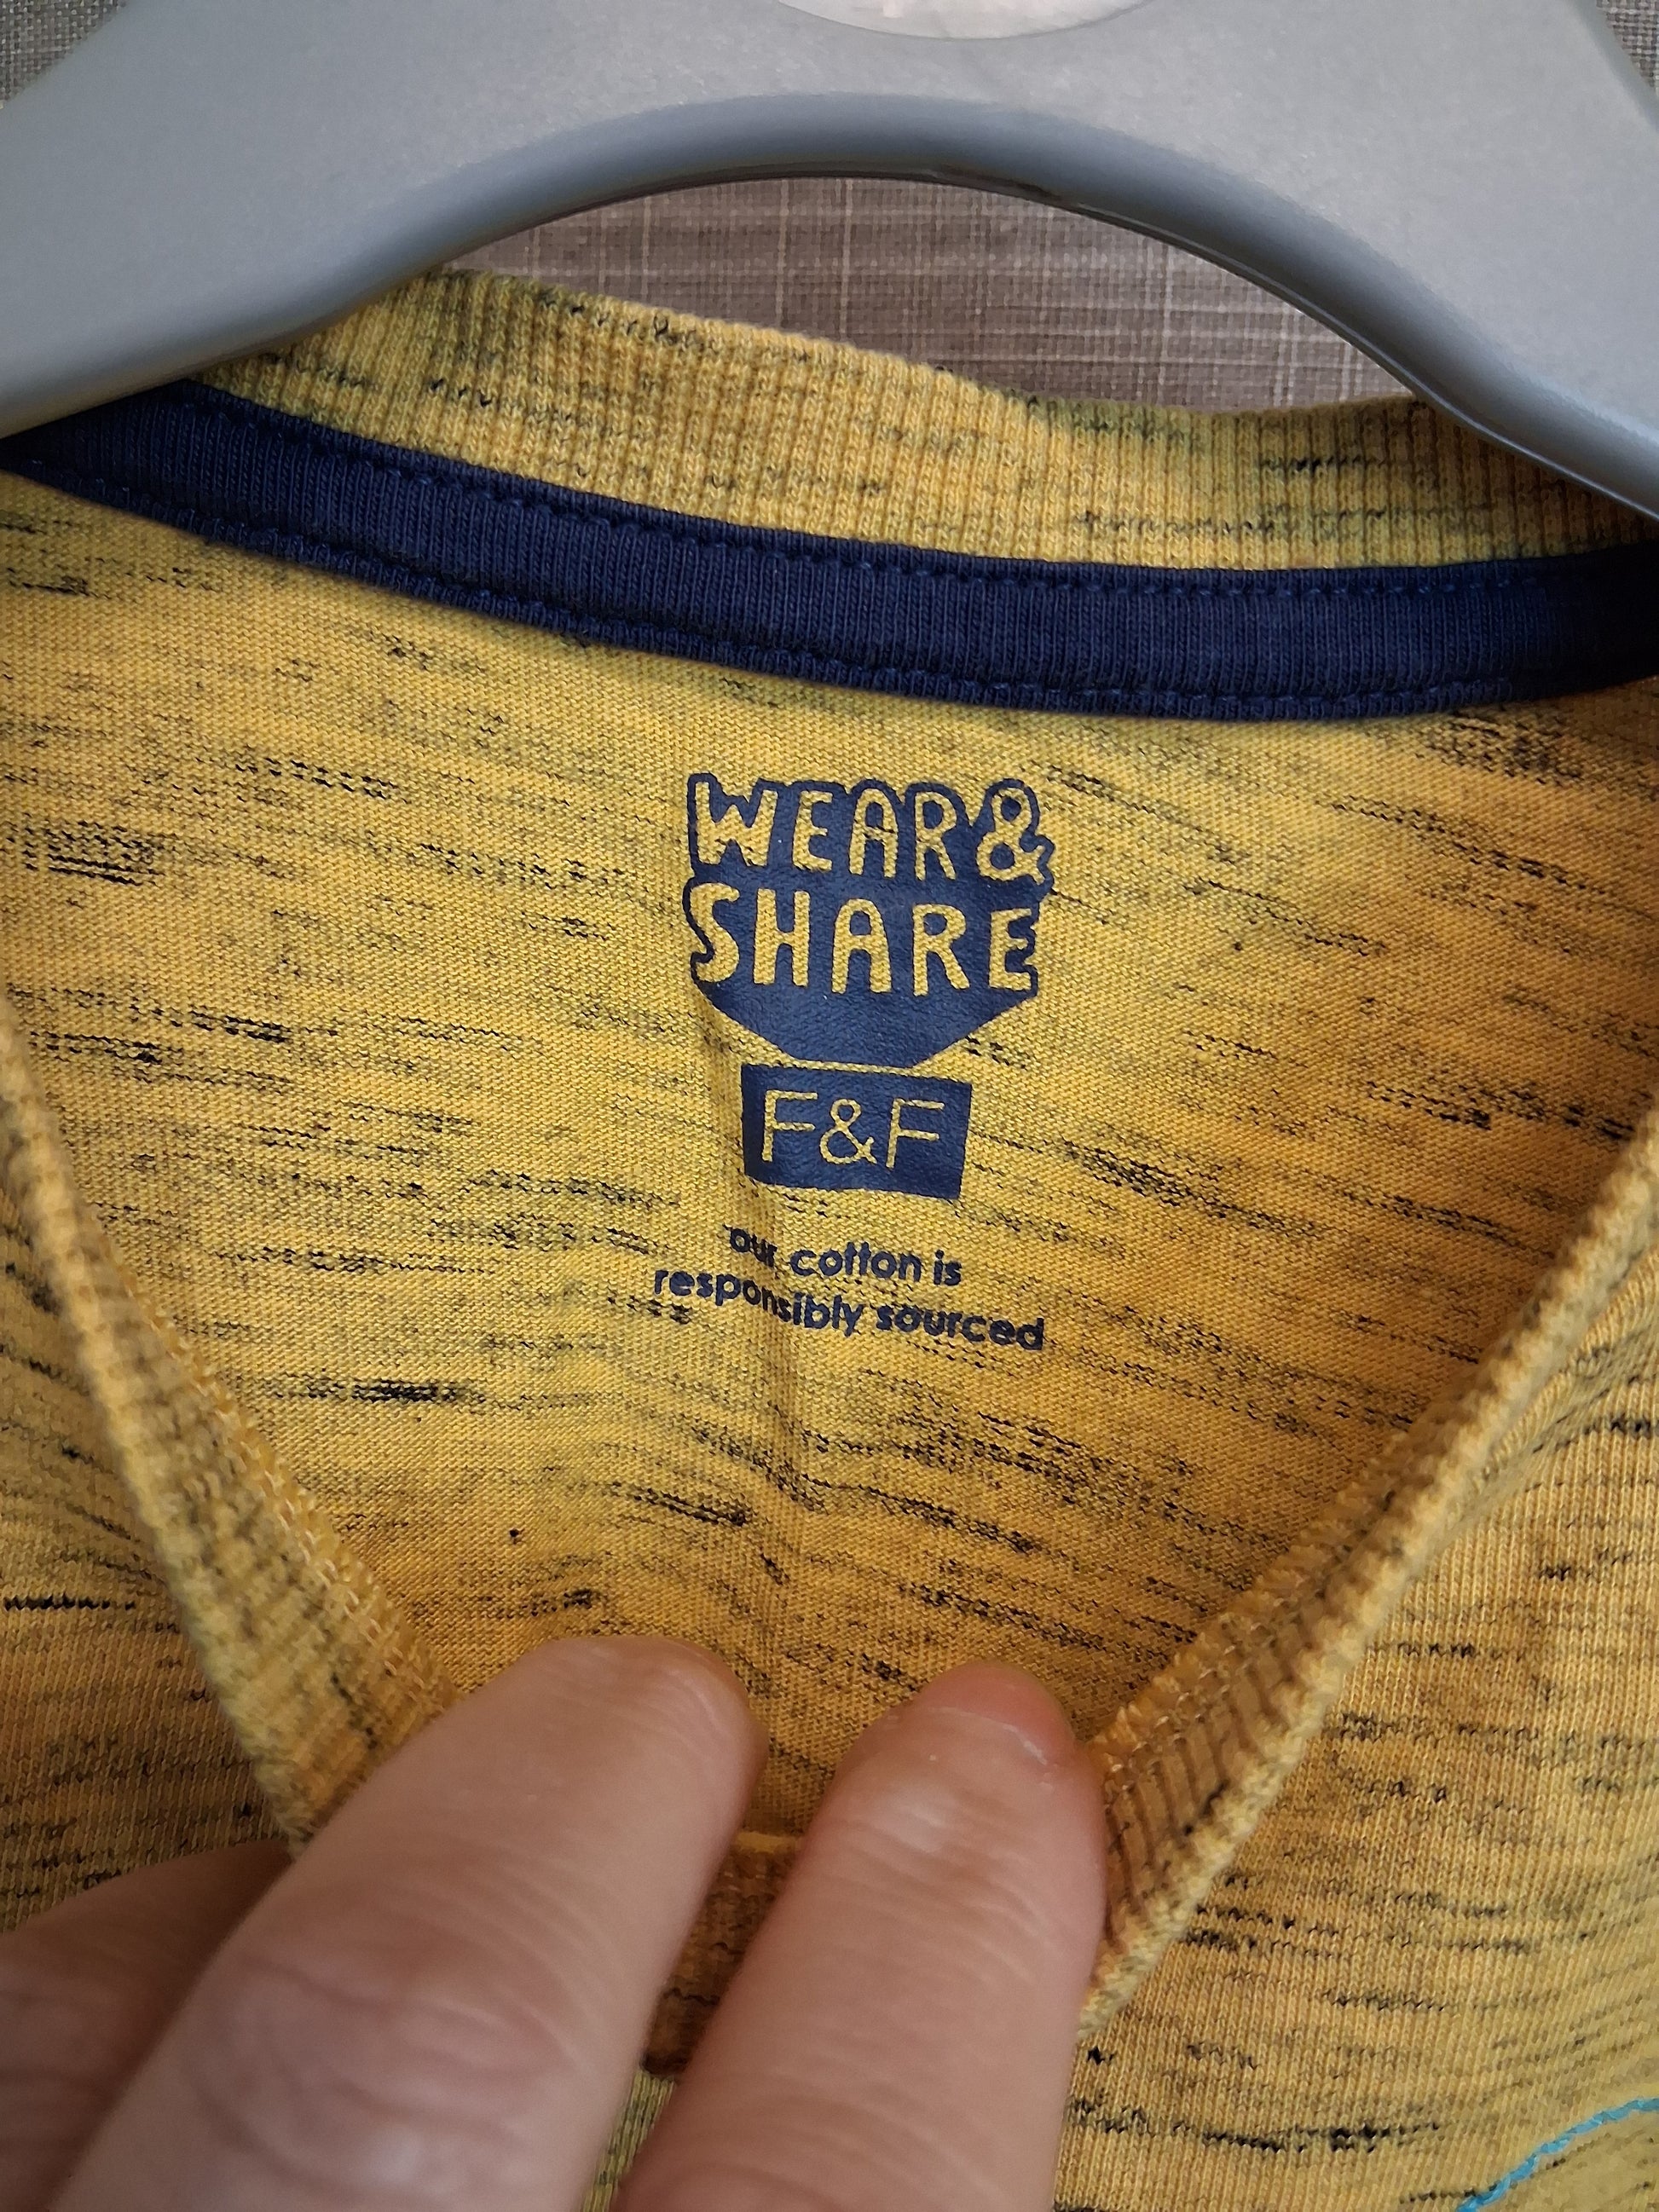 WEAR &
SHARE
F&F
our cotton is
responsibly sourced